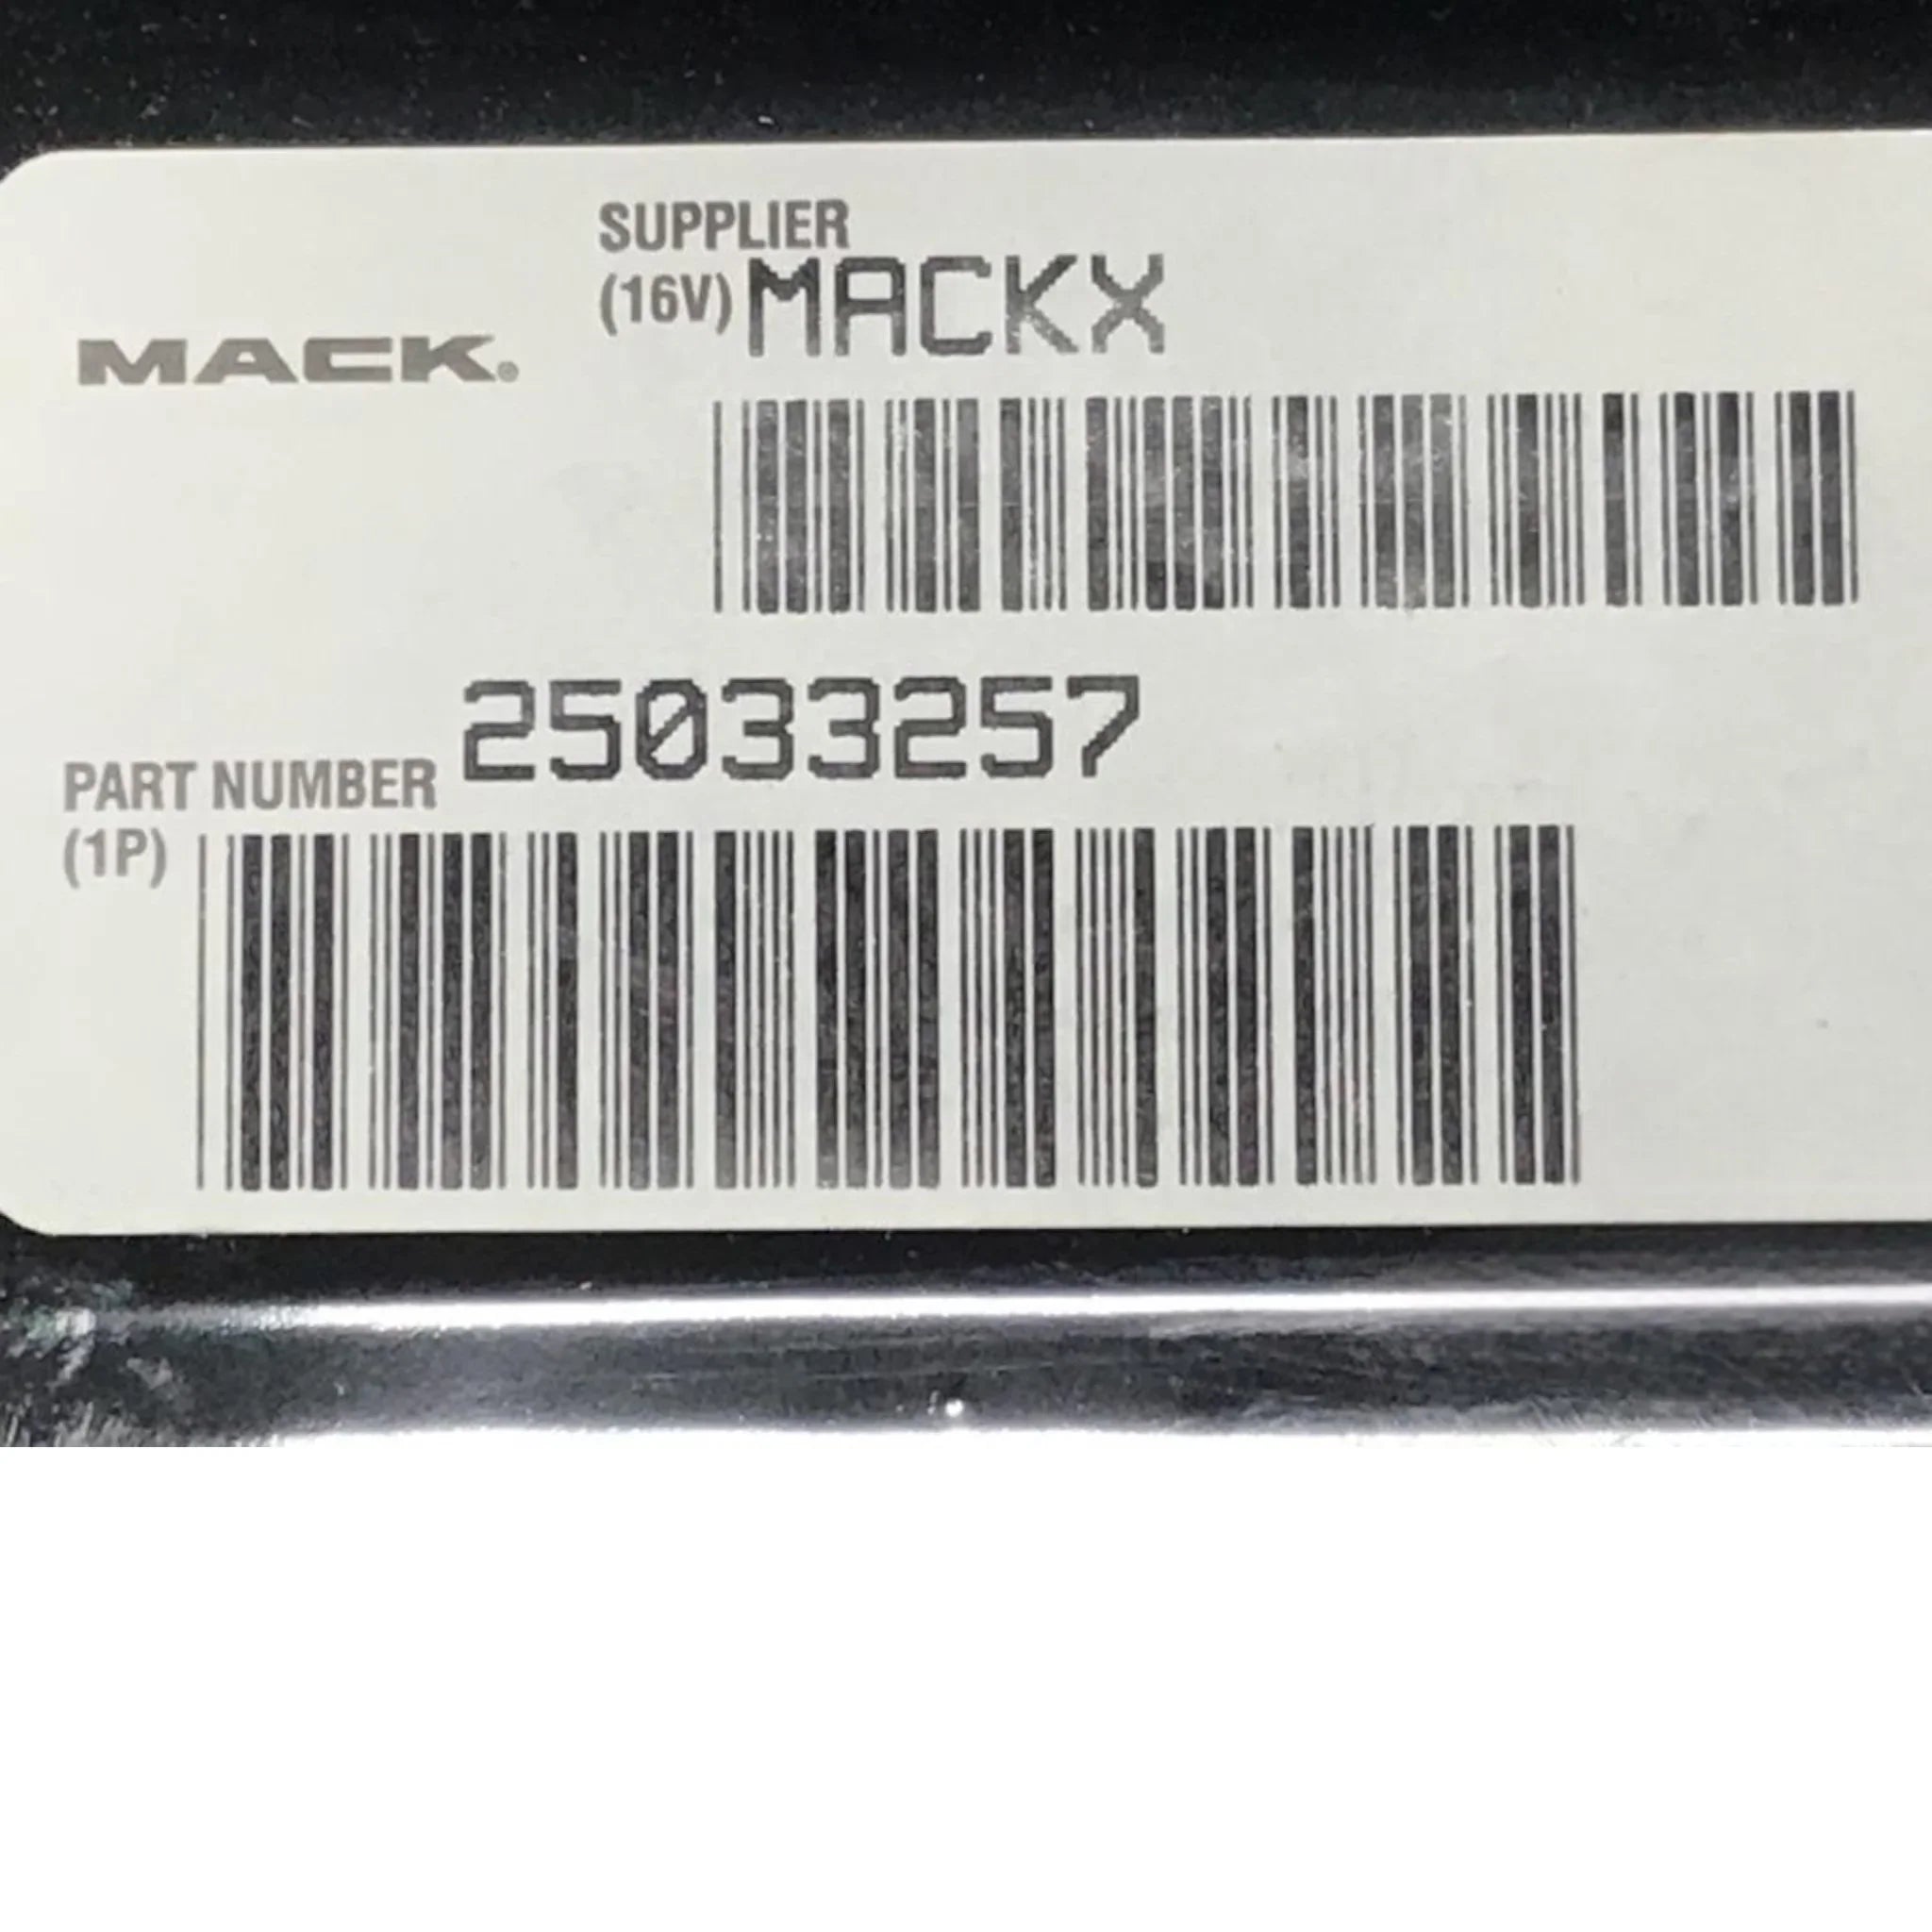 SUPPLIER
(16V) MACKX
MACK®
25033257
PART NUMBER
(1P)